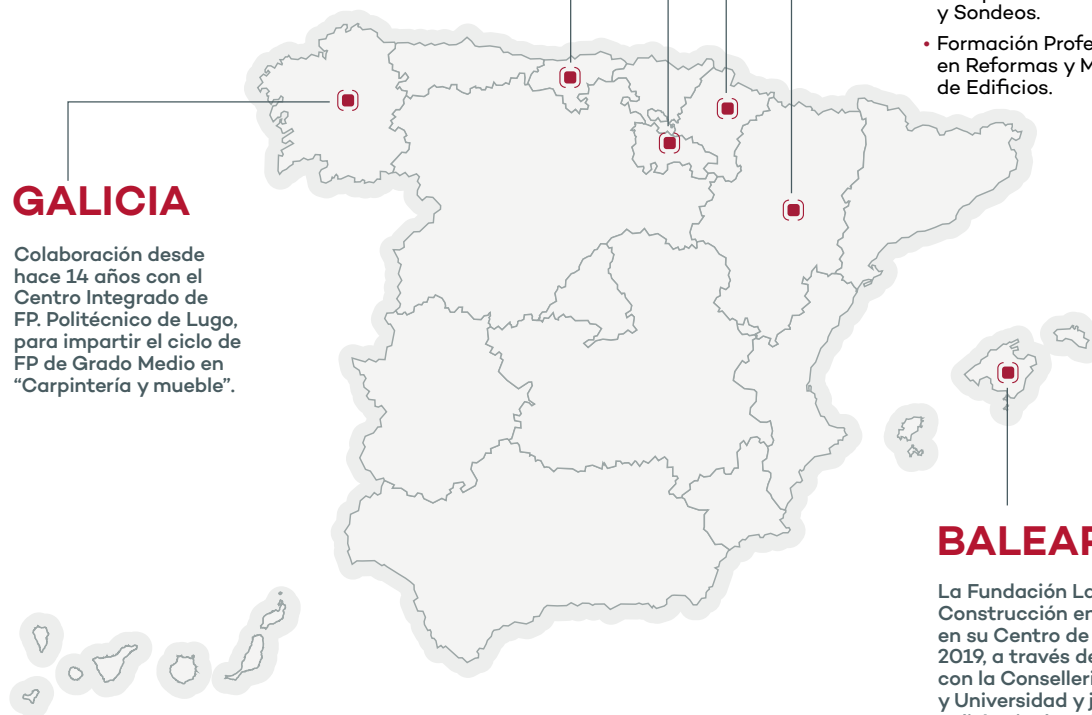 y Sondeos.
• Formación Profe
en Reformas y M
de Edificios.
GALICIA
Colaboración desde
hace 14 años con el
Centro Integrado de
FP. Politécnico de Lugo,
para impartir el ciclo de
FP de Grado Medio en
“Carpintería y mueble”.
BALEAR
La Fundación La
Construcción en
en su Centro de
2019, a través de
con la Conselleri
y Universidad y j